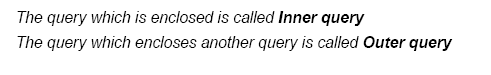 The query which is enclosed is called Inner query
The query which encloses another query is called Outer query